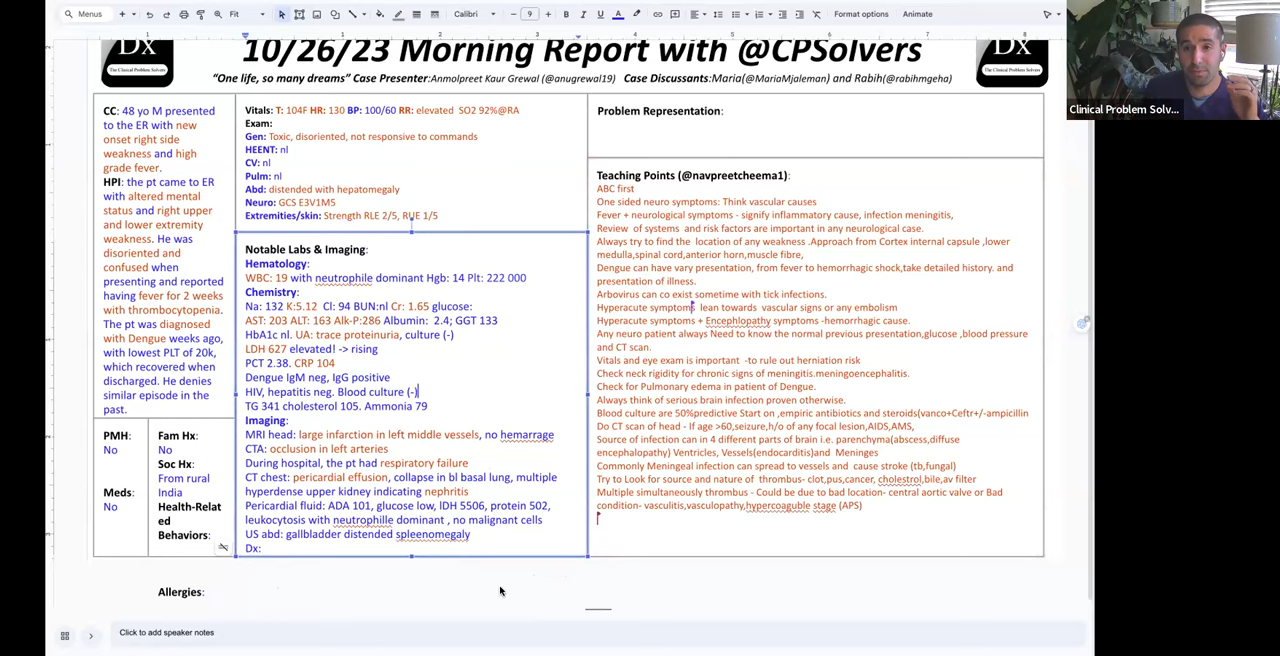 Menus
Fit
Calibri
9
Format options
Animate
1
2
3
4
5
6
7
8
Dx
The Clinical Problem Solvers
10/26/23 Morning Report with @CPSolvers
Dx
The Clinical Problem Solvers
"One life, so many dreams" Case Presenter:Anmolpreet Kaur Grewal (@anugrewal19) Case Discussants:Maria(@MariaMjaleman) and Rabih(@rabihmgeha)
Clinical Problem Solv...
CC: 48 yo M presented
to the ER with new
onset right side
weakness and high
grade fever.
HPI: the pt came to ER
with altered mental
status and right upper
and lower extremity
weakness. He was
disoriented and
confused when
presenting and reported
having fever for 2 weeks
with thrombocytopenia.
The pt was diagnosed
with Dengue weeks ago,
with lowest PLT of 20k,
which recovered when
discharged. He denies
similar episode in the
past.
PMH:
No
Meds:
No
Fam Hx:
No
Soc Hx:
From rural
India
Health-Relat
ed
Behaviors:
Allergies:
Vitals: T: 104F HR: 130 BP: 100/60 RR: elevated SO2 92%@RA
Exam:
Gen: Toxic, disoriented, not responsive to commands
HEENT: nl
CV: nl
Pulm: nl
Abd: distended with hepatomegaly
Neuro: GCS E3V1M5
Extremities/skin: Strength RLE 2/5, RUE 1/5
Notable Labs & Imaging:
Hematology:
WBC: 19 with neutrophile dominant Hgb: 14 Plt: 222 000
Chemistry:
Na: 132 K:5.12 Cl: 94 BUN:nl Cr: 1.65 glucose:
AST: 203 ALT: 163 Alk-P:286 Albumin: 2.4; GGT 133
HbA1c nl. UA: trace proteinuria, culture (-)
LDH 627 elevated! -> rising
PCT 2.38. CRP 104
Dengue IgM neg, IgG positive
HIV, hepatitis neg. Blood culture (-)
TG 341 cholesterol 105. Ammonia 79
Imaging:
MRI head: large infarction in left middle vessels, no hemarrage
CTA: occlusion in left arteries
During hospital, the pt had respiratory failure
CT chest: pericardial effusion, collapse in bl basal lung, multiple
hyperdense upper kidney indicating nephritis
Pericardial fluid: ADA 101, glucose low, lDH 5506, protein 502,
leukocytosis with neutrophille dominant , no malignant cells
US abd: gallbladder distended spleenomegaly
Dx:
Problem Representation:
Teaching Points (@navpreetcheema1):
ABC first
One sided neuro symptoms: Think vascular causes
Fever + neurological symptoms - signify inflammatory cause, infection meningitis,
Review of systems and risk factors are important in any neurological case.
Always try to find the location of any weakness .Approach from Cortex internal capsule ,lower
medulla,spinal cord,anterior horn,muscle fibre,
Dengue can have vary presentation, from fever to hemorrhagic shock,take detailed history. and
presentation of illness.
Arbovirus can co exist sometime with tick infections.
Hyperacute symptoms lean towards vascular signs or any embolism
Hyperacute symptoms + Encephlopathy symptoms -hemorrhagic cause.
Any neuro patient always Need to know the normal previous presentation,glucose ,blood pressure
and CT scan.
Vitals and eye exam is important -to rule out herniation risk
Check neck rigidity for chronic signs of meningitis.meningoencephalitis.
Check for Pulmonary edema in patient of Dengue.
Always think of serious brain infection proven otherwise.
Blood culture are 50%predictive Start on ,empiric antibiotics and steroids(vanco+Ceftr+/-ampicillin
Do CT scan of head - If age >60,seizure,h/o of any focal lesion,AIDS,AMS,
Source of infection can in 4 different parts of brain i.e. parenchyma(abscess,diffuse
encephalopathy) Ventricles, Vessels(endocarditis)and Meninges
Commonly Meningeal infection can spread to vessels and cause stroke (tb,fungal)
Try to Look for source and nature of thrombus- clot,pus,cancer, cholestrol,bile,av filter
Multiple simultaneously thrombus - Could be due to bad location- central aortic valve or Bad
condition- vasculitis,vasculopathy,hypercoaguble stage (APS)
Click to add speaker notes